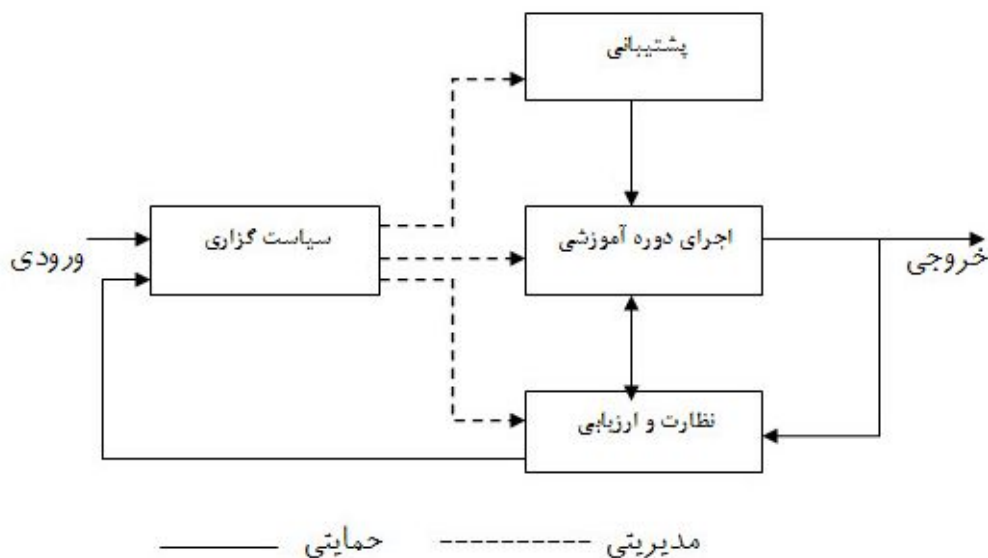 پشتیبانی
سیاست گزاری
اجرای دوره آموزشی
ورودی
خروجی
نظارت و ارزیابی
مدیریتی
حمایتی